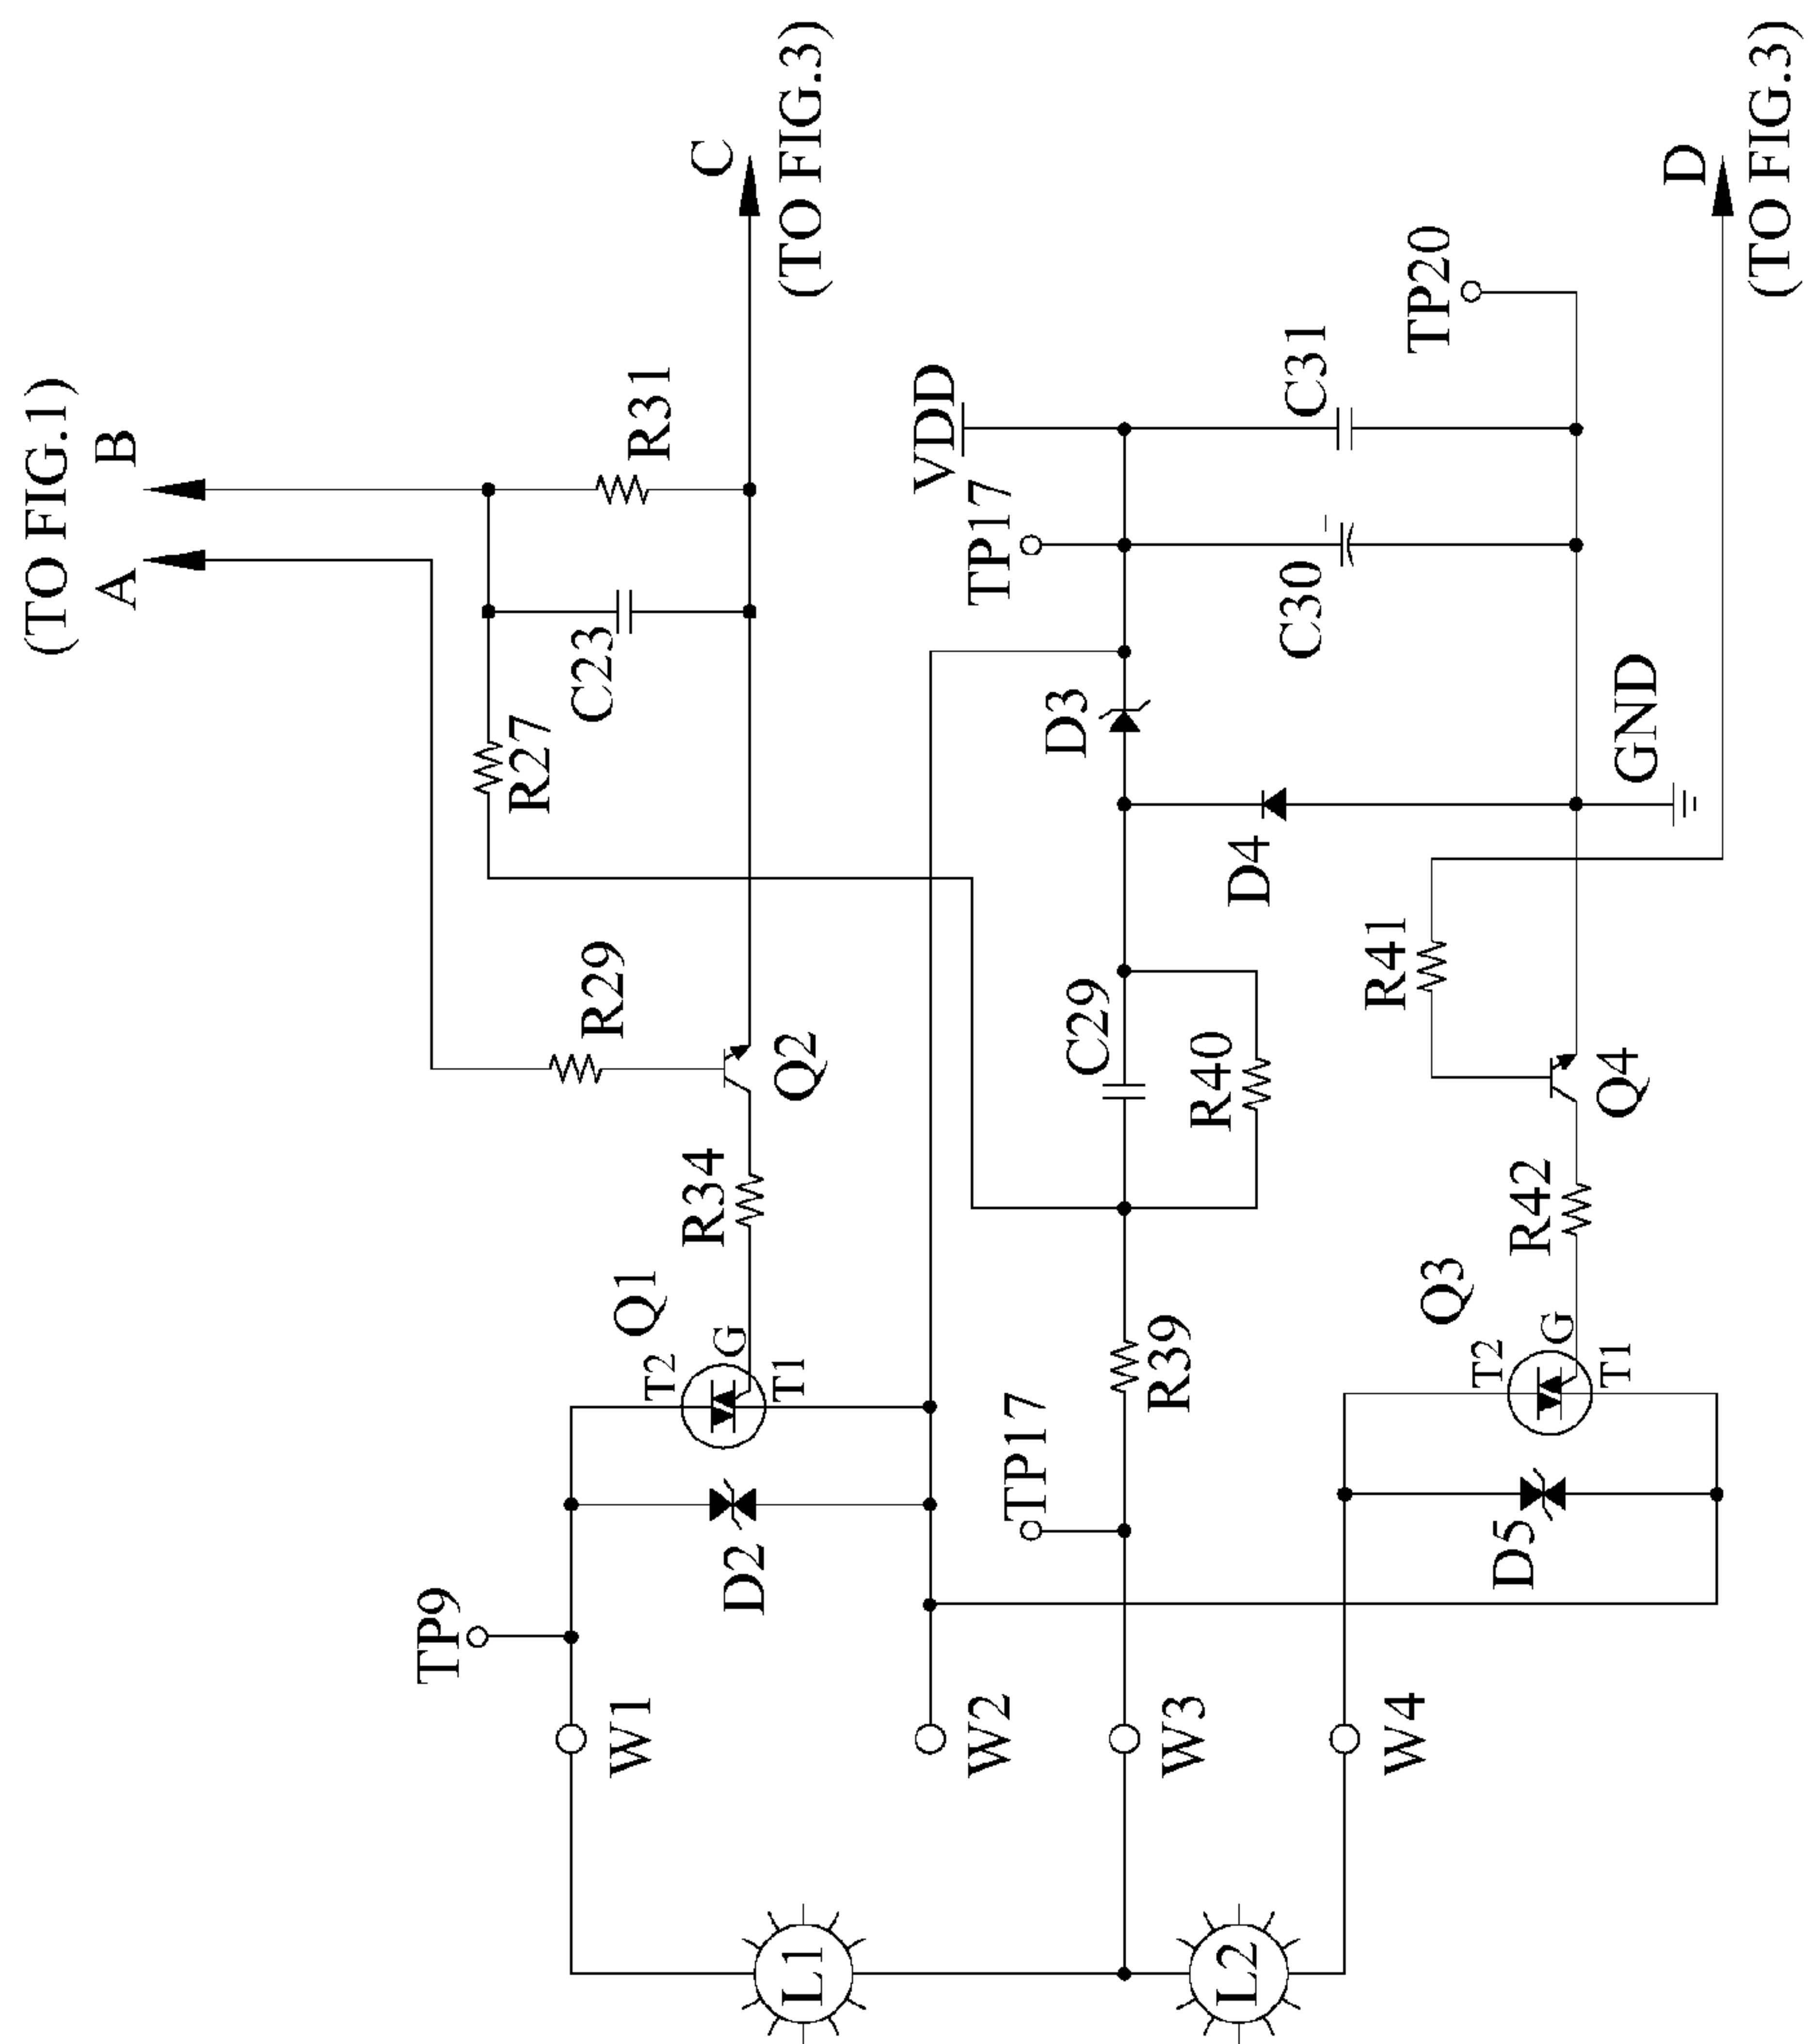 (TO FIG.1)
A
B
C
(TO FIG.3)
R31
C23
R27
R29
Q2
R34
Q1
T2
G
T1
D2
TP9
W1
W2
VDD
TP17
D3
C31
C30
TP20
D4
GND
C29
R40
R39
TP17
W3
R41
Q4
R42
Q3
T2
G
T1
D5
W4
L1
L2
D
(TO FIG.3)